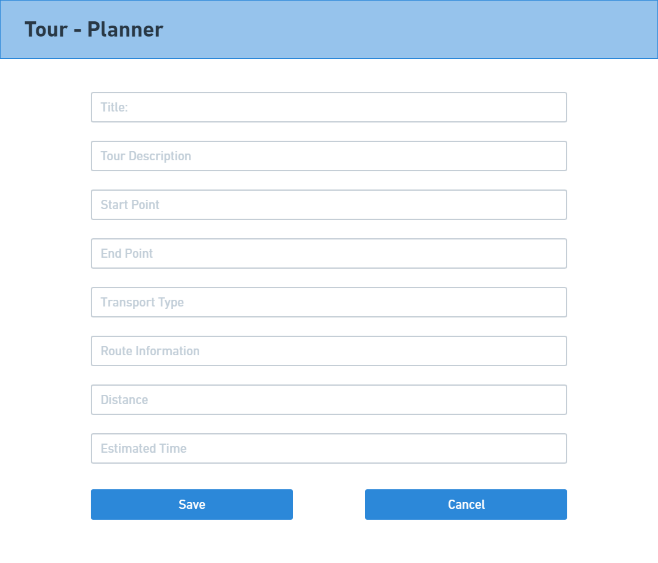 Tour - Planner
Title:
Tour Description
Start Point
End Point
Transport Type
Route Information
Distance
Estimated Time
Save
Cancel